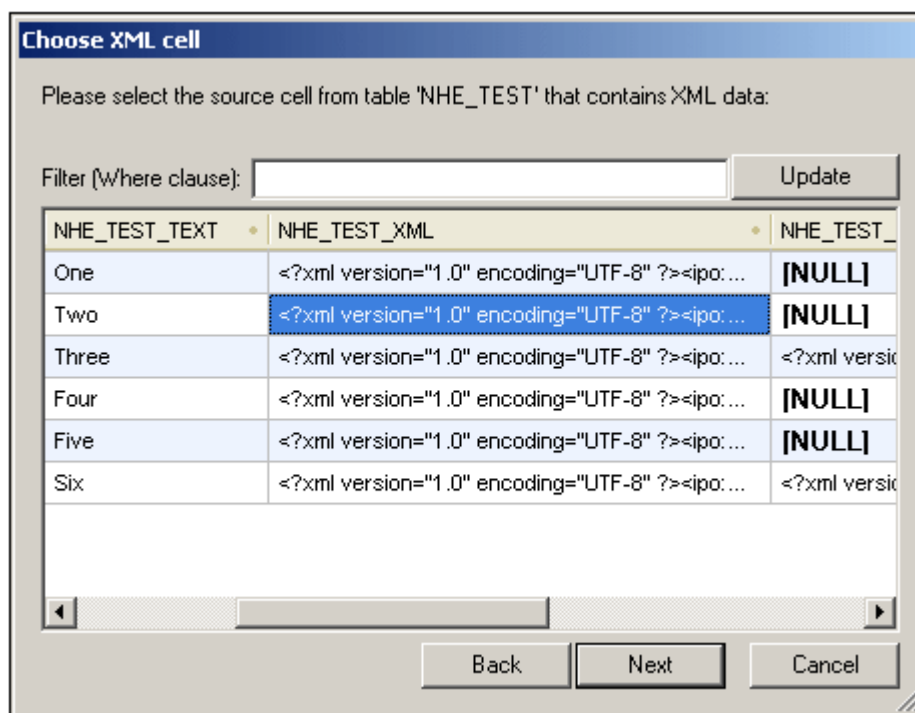 Choose XML cell
Please select the source cell from table 'NHE_TEST' that contains XML data:
Filter (Where clause): Update
NHE_TEST_TEXT NHE_TEST_XML NHE_TEST_
One <?xml version="1.0" encoding="UTF-8" ?><ipo:... [NULL]
Two <?xml version="1.0" encoding="UTF-8" ?><ipo:... [NULL]
Three <?xml version="1.0" encoding="UTF-8" ?><ipo:... <?xml versio
Four <?xml version="1.0" encoding="UTF-8" ?><ipo:... [NULL]
Five <?xml version="1.0" encoding="UTF-8" ?><ipo:... [NULL]
Six <?xml version="1.0" encoding="UTF-8" ?><ipo:... <?xml versio
Back Next Cancel